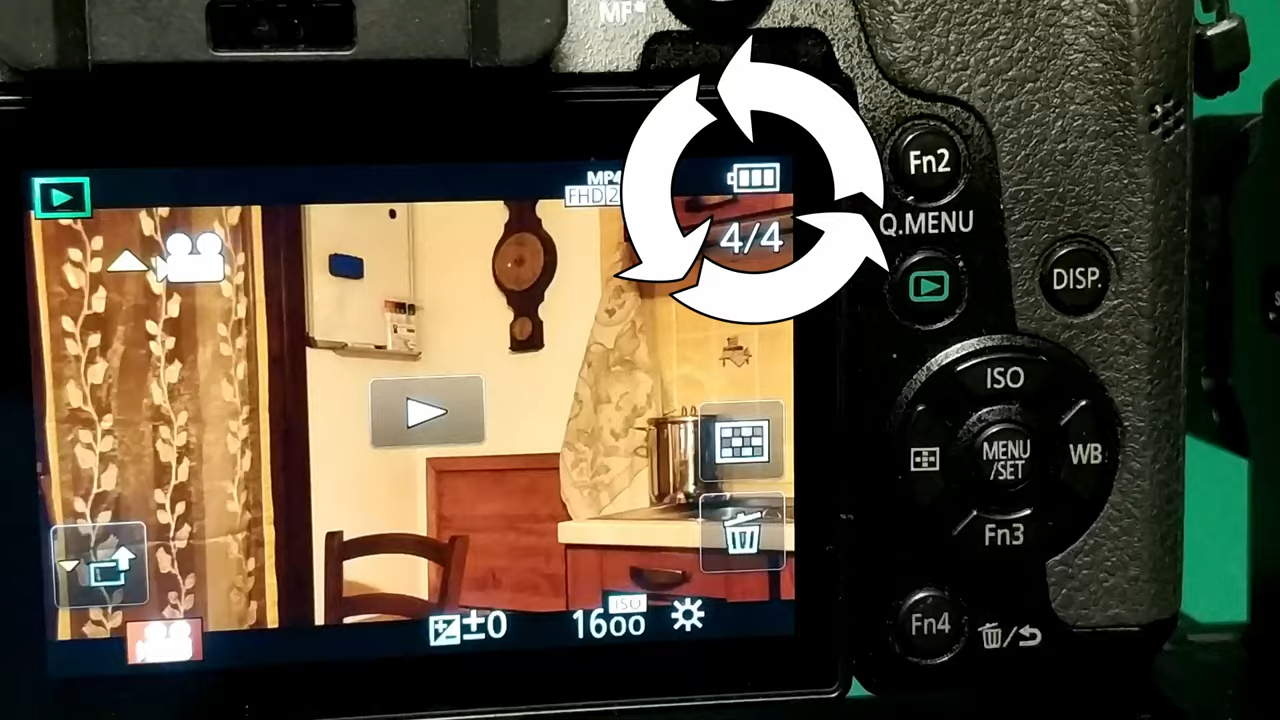 MF
Fn2
MP4
FHD
4/4
Q.MENU
DISP.
ISO
MENU
/SET
WB
Fn3
±0
ISO
1600
Fn4